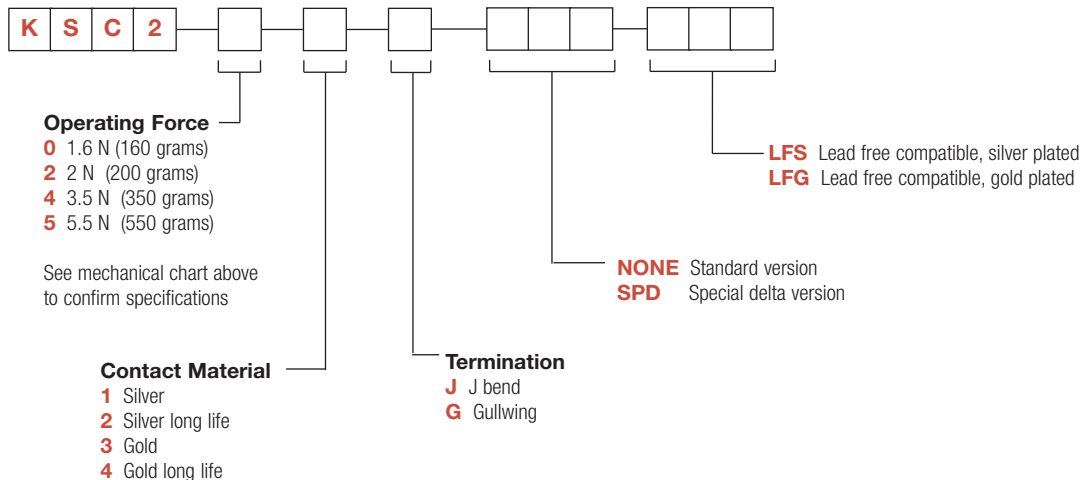 K S C 2
Operating Force
0 1.6 N (160 grams)
2 2 N (200 grams)
4 3.5 N (350 grams)
5 5.5 N (550 grams)
See mechanical chart above
to confirm specifications
Contact Material
1 Silver
2 Silver long life
3 Gold
4 Gold long life
Termination
J J bend
G Gullwing
NONE Standard version
SPD Special delta version
LFS Lead free compatible, silver plated
LFG Lead free compatible, gold plated